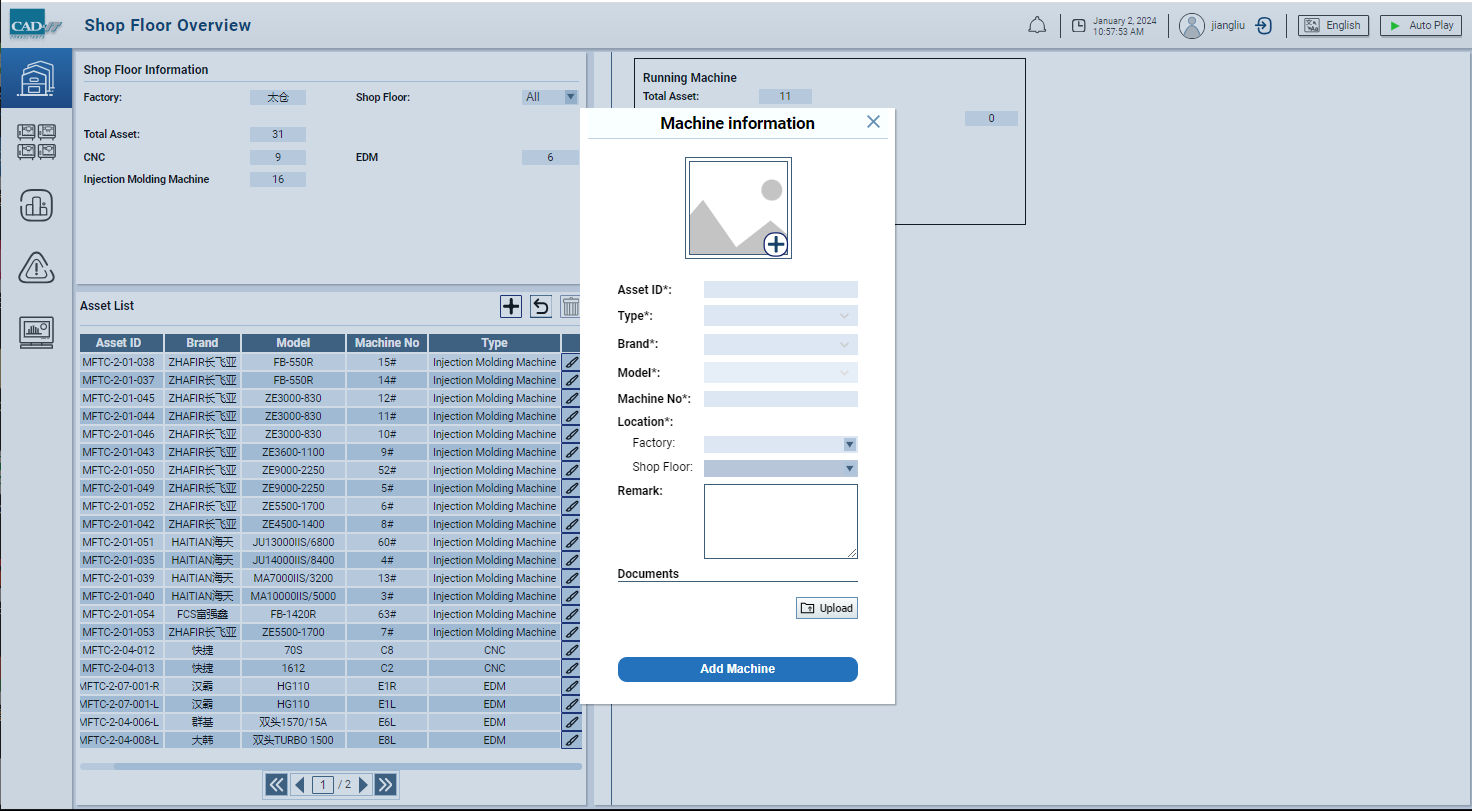 CAD-IT
Shop Floor Overview
January 2, 2024
10:57:53 AM
jiangliu
English
Auto Play
Shop Floor Information
Factory: 太仓 Shop Floor: All
Total Asset: 31
CNC 9 EDM 6
Injection Molding Machine 16
Running Machine
Total Asset: 11
0
Asset List
Asset ID Brand Model Machine No Type
MFTC-2-01-038 ZHAFIR长飞亚 FB-550R 15# Injection Molding Machine
MFTC-2-01-037 ZHAFIR长飞亚 FB-550R 14# Injection Molding Machine
MFTC-2-01-045 ZHAFIR长飞亚 ZE3000-830 12# Injection Molding Machine
MFTC-2-01-044 ZHAFIR长飞亚 ZE3000-830 11# Injection Molding Machine
MFTC-2-01-046 ZHAFIR长飞亚 ZE3000-830 10# Injection Molding Machine
MFTC-2-01-043 ZHAFIR长飞亚 ZE3600-1100 9# Injection Molding Machine
MFTC-2-01-050 ZHAFIR长飞亚 ZE9000-2250 52# Injection Molding Machine
MFTC-2-01-049 ZHAFIR长飞亚 ZE9000-2250 5# Injection Molding Machine
MFTC-2-01-052 ZHAFIR长飞亚 ZE5500-1700 6# Injection Molding Machine
MFTC-2-01-042 ZHAFIR长飞亚 ZE4500-1400 8# Injection Molding Machine
MFTC-2-01-051 HAITIAN海天 JU13000IIS/6800 60# Injection Molding Machine
MFTC-2-01-035 HAITIAN海天 JU14000IIS/8400 4# Injection Molding Machine
MFTC-2-01-039 HAITIAN海天 MA7000IIS/3200 13# Injection Molding Machine
MFTC-2-01-040 HAITIAN海天 MA10000IIS/5000 3# Injection Molding Machine
MFTC-2-01-054 FCS富强鑫 FB-1420R 63# Injection Molding Machine
MFTC-2-01-053 ZHAFIR长飞亚 ZE5500-1700 7# Injection Molding Machine
MFTC-2-04-012 快捷 70S C8 CNC
MFTC-2-04-013 快捷 1612 C2 CNC
MFTC-2-07-001-R 汉霸 HG110 E1R EDM
MFTC-2-07-001-L 汉霸 HG110 E1L EDM
MFTC-2-04-006-L 群基 双头1570/15A E6L EDM
MFTC-2-04-008-L 大韩 双头TURBO 1500 E8L EDM
1 / 2
Machine information
Asset ID*:
Type*:
Brand*:
Model*:
Machine No*:
Location*:
Factory:
Shop Floor:
Remark:
Documents
Upload
Add Machine